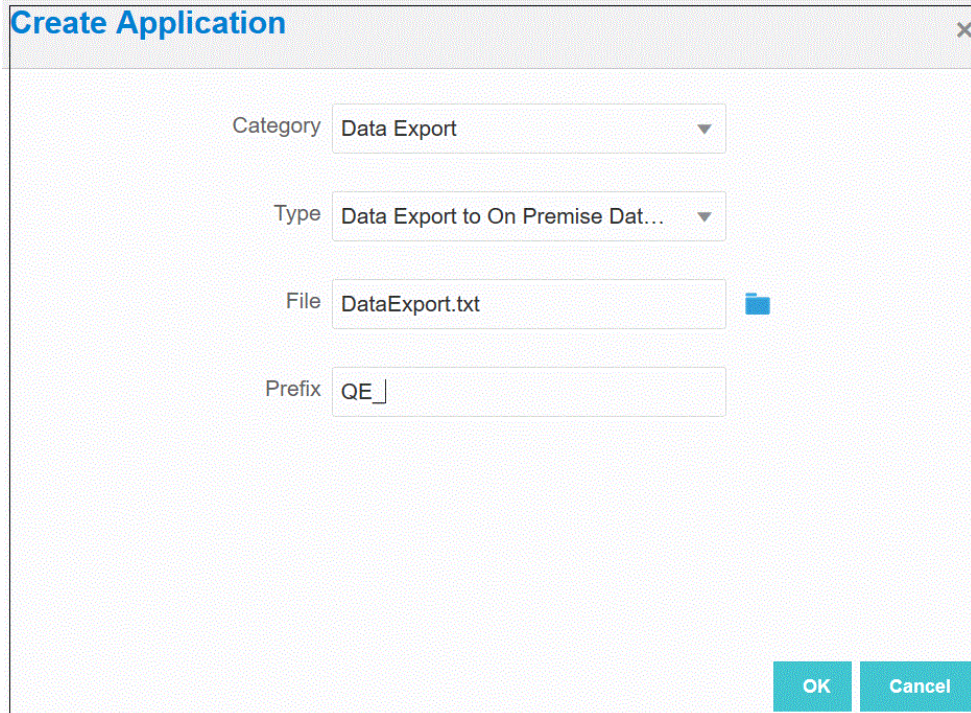 Create Application
Category Data Export
Type Data Export to On Premise Dat...
File DataExport.txt
Prefix QE_
OK Cancel